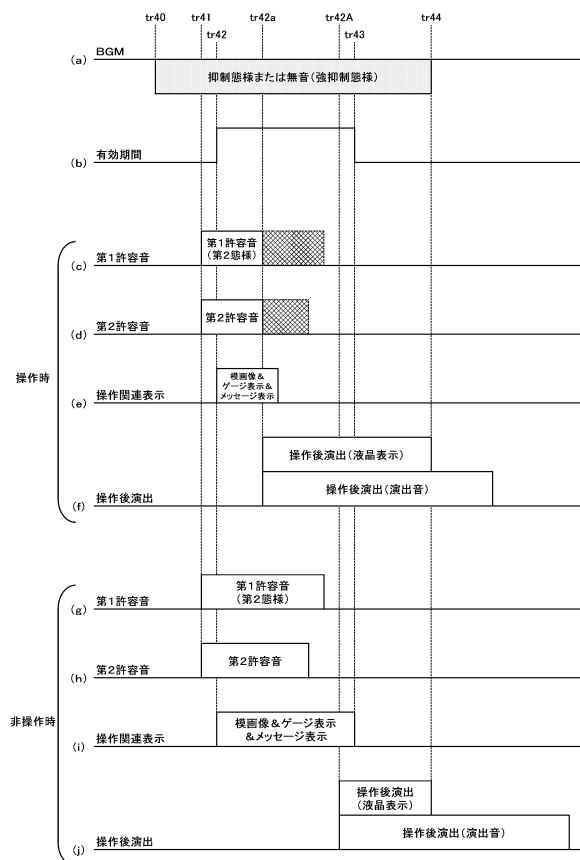 tr40 tr41 tr42a tr42A tr44
tr42 tr43
BGM
(a)
抑制態様または無音(強抑制態様)
有効期間
(b)
操作時
第1許容音
(第2態様)
(c) 第1許容音
第2許容音
(d) 第2許容音
模画像&
ゲージ表示&
メッセージ表示
(e) 操作関連表示
操作後演出(液晶表示)
操作後演出(演出音)
(f) 操作後演出
非操作時
第1許容音
(第2態様)
(g) 第1許容音
第2許容音
(h) 第2許容音
模画像&ゲージ表示
&メッセージ表示
(i) 操作関連表示
操作後演出
(液晶表示)
操作後演出(演出音)
(j) 操作後演出